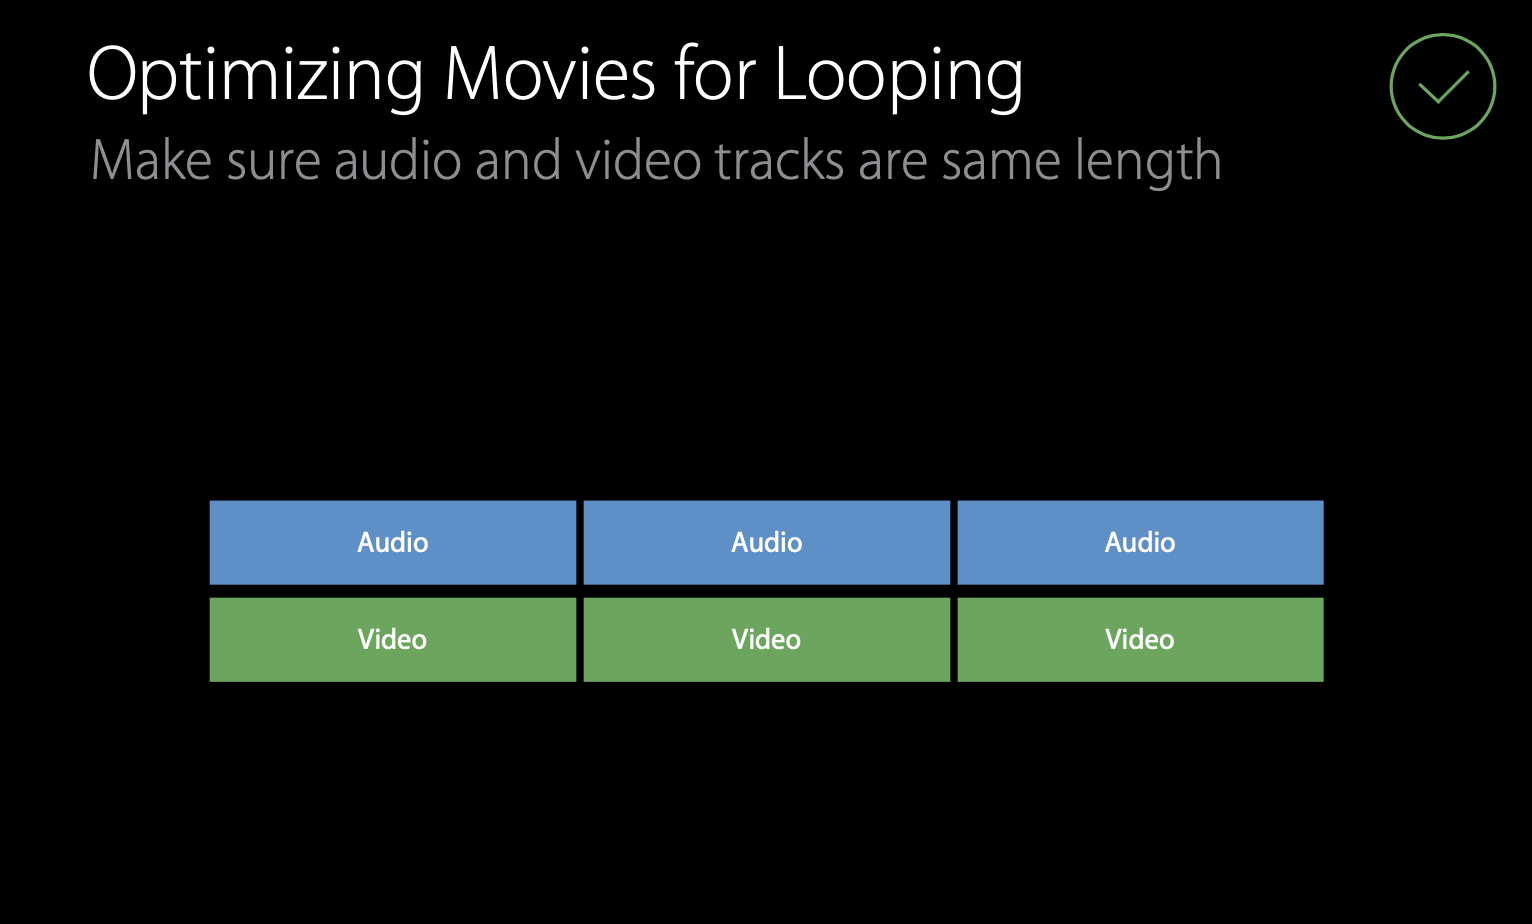 Optimizing Movies for Looping
Make sure audio and video tracks are same length
Audio Audio Audio
Video Video Video